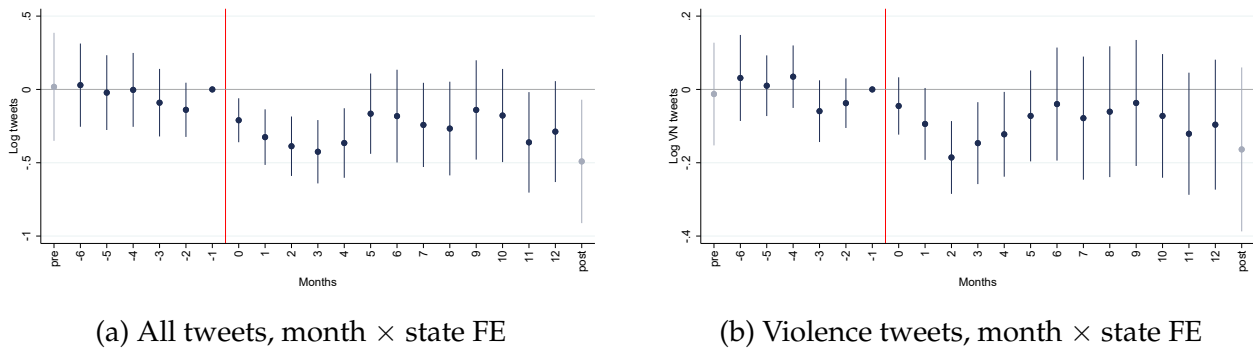 .5
0
-.5
-1
Log tweets
pre -6 -5 -4 -3 -2 -1 0 1 2 3 4 5 6 7 8 9 10 11 12 post
Months
(a) All tweets, month × state FE
.2
0
-.2
-.4
Log VN tweets
pre -6 -5 -4 -3 -2 -1 0 1 2 3 4 5 6 7 8 9 10 11 12 post
Months
(b) Violence tweets, month × state FE